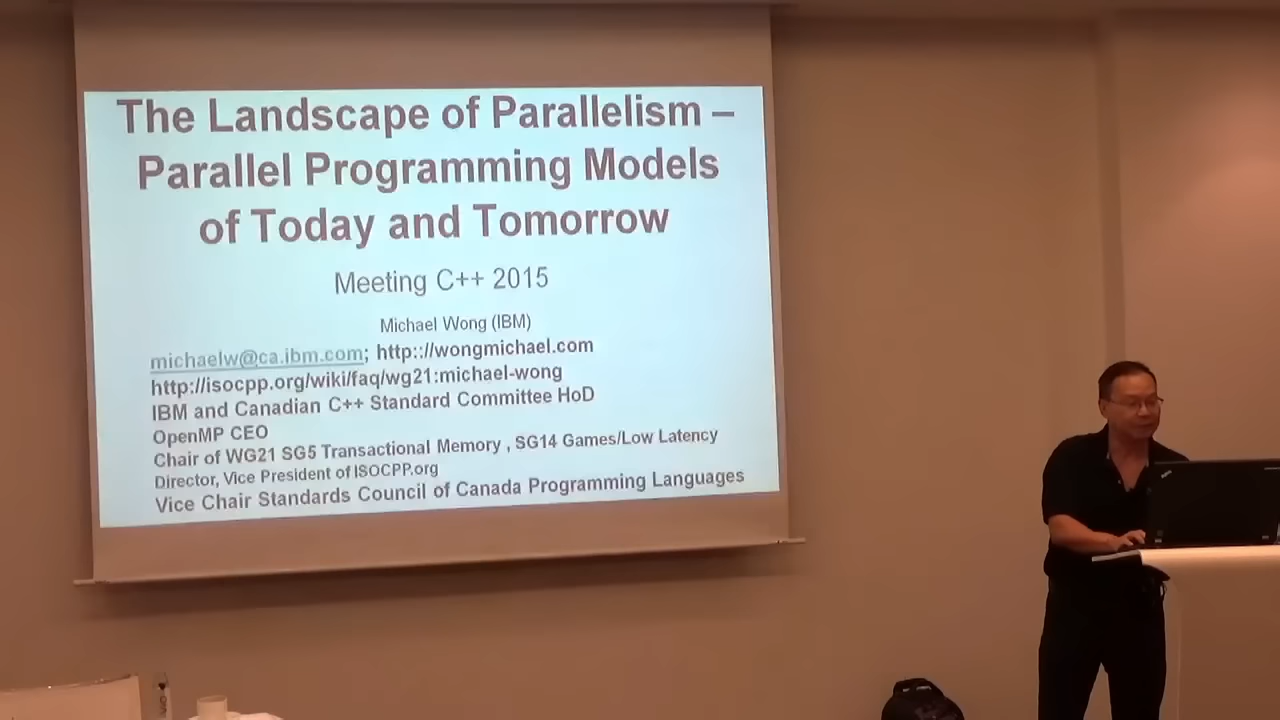 The Landscape of Parallelism –
Parallel Programming Models
of Today and Tomorrow
Meeting C++ 2015
Michael Wong (IBM)
michaelw@ca.ibm.com; http:://wongmichael.com
http://isocpp.org/wiki/faq/wg21:michael-wong
IBM and Canadian C++ Standard Committee HoD
OpenMP CEO
Chair of WG21 SG5 Transactional Memory , SG14 Games/Low Latency
Director, Vice President of ISOCPP.org
Vice Chair Standards Council of Canada Programming Languages